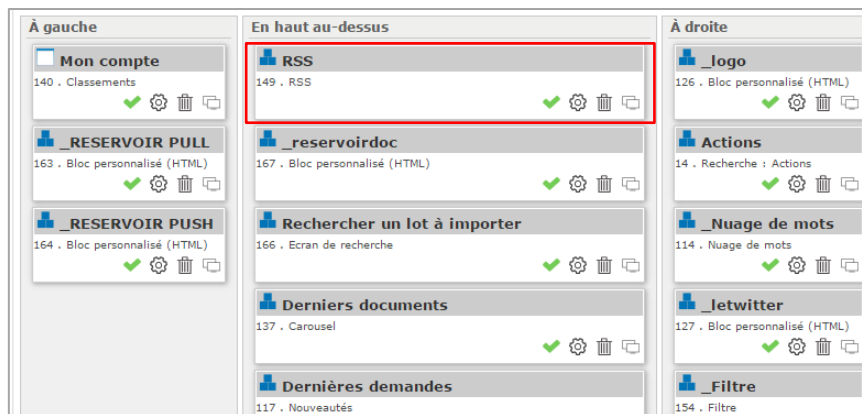 À gauche
Mon compte
140 . Classements
_RESERVOIR PULL
163 . Bloc personnalisé (HTML)
_RESERVOIR PUSH
164 . Bloc personnalisé (HTML)
En haut au-dessus
RSS
149 . RSS
_reservoirdoc
167 . Bloc personnalisé (HTML)
Rechercher un lot à importer
166 . Ecran de recherche
Derniers documents
137 . Carousel
Dernières demandes
117 . Nouveautés
À droite
_logo
126 . Bloc personnalisé (HTML)
Actions
14 . Recherche : Actions
_Nuage de mots
114 . Nuage de mots
_letwitter
127 . Bloc personnalisé (HTML)
_Filtre
154 . Filtre